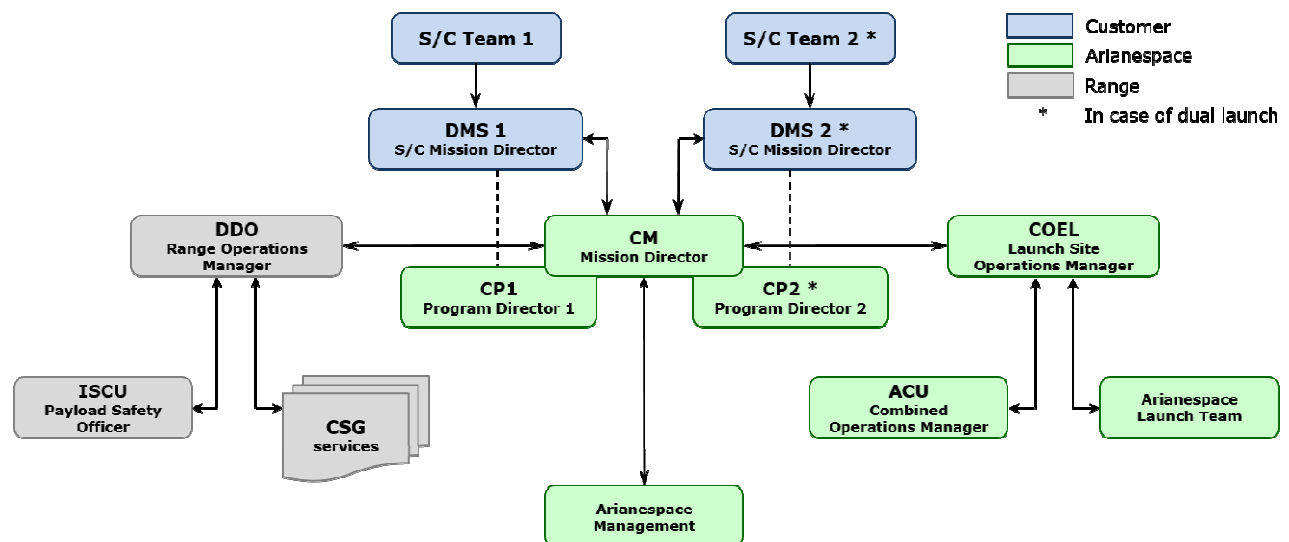 S/C Team 1
S/C Team 2 *
Customer
Arianespace
Range
* In case of dual launch
DMS 1
S/C Mission Director
DMS 2 *
S/C Mission Director
DDO
Range Operations
Manager
CM
Mission Director
COEL
Launch Site
Operations Manager
CP1
Program Director 1
CP2 *
Program Director 2
ISCU
Payload Safety
Officer
CSG
services
ACU
Combined
Operations Manager
Arianespace
Launch Team
Arianespace
Management